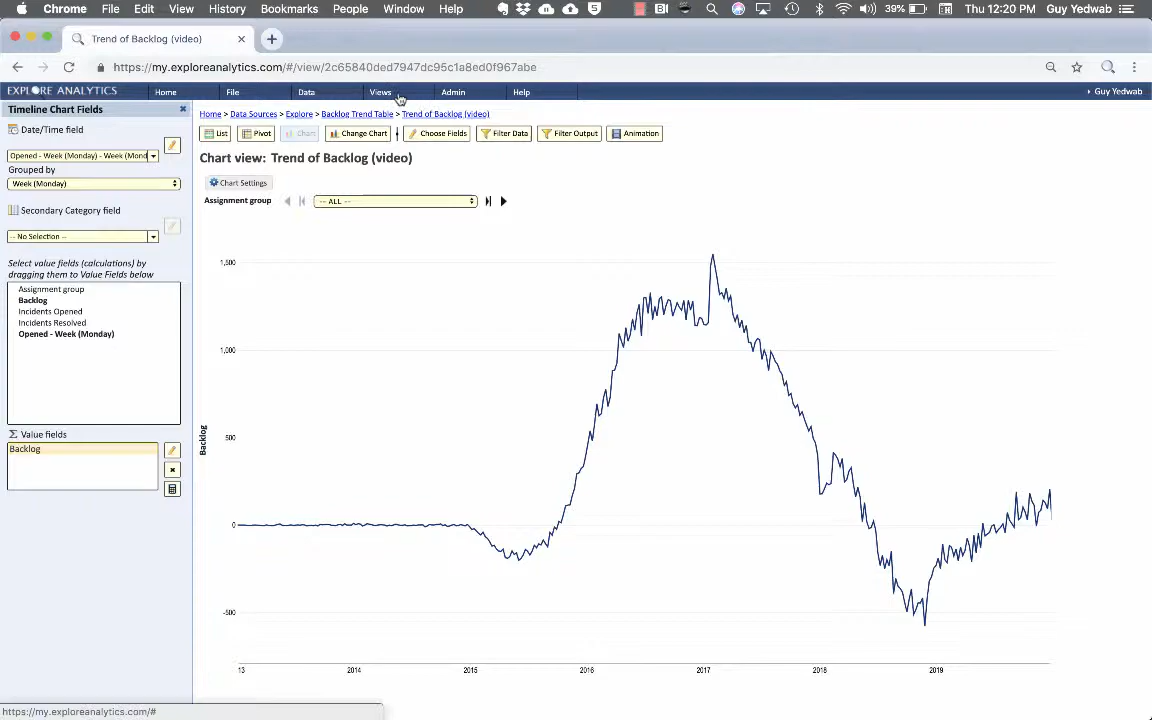 Chrome File Edit View History Bookmarks People Window Help 39% Thu 12:20 PM Guy Yedwab
Trend of Backlog (video)
https://my.exploreanalytics.com/#/view/2c65840ded7947dc95c1a8ed0f967abe
EXPLORE ANALYTICS Home File Data Views Admin Help Guy Yedwab
Timeline Chart Fields
Home > Data Sources > Explore > Backlog Trend Table > Trend of Backlog (video)
Date/Time field
List Pivot Chart Change Chart Choose Fields Filter Data Filter Output Animation
Opened - Week (Monday) - Week (Mond
Chart view: Trend of Backlog (video)
Grouped by
Week (Monday)
Chart Settings
Assignment group -- ALL --
Secondary Category field
-- No Selection --
Select value fields (calculations) by
dragging them to Value Fields below
Assignment group
Backlog
Incidents Opened
Incidents Resolved
Opened - Week (Monday)
Σ Value fields
Backlog
1,500
1,000
500
0
-500
Backlog
13 2014 2015 2016 2017 2018 2019
https://my.exploreanalytics.com/#